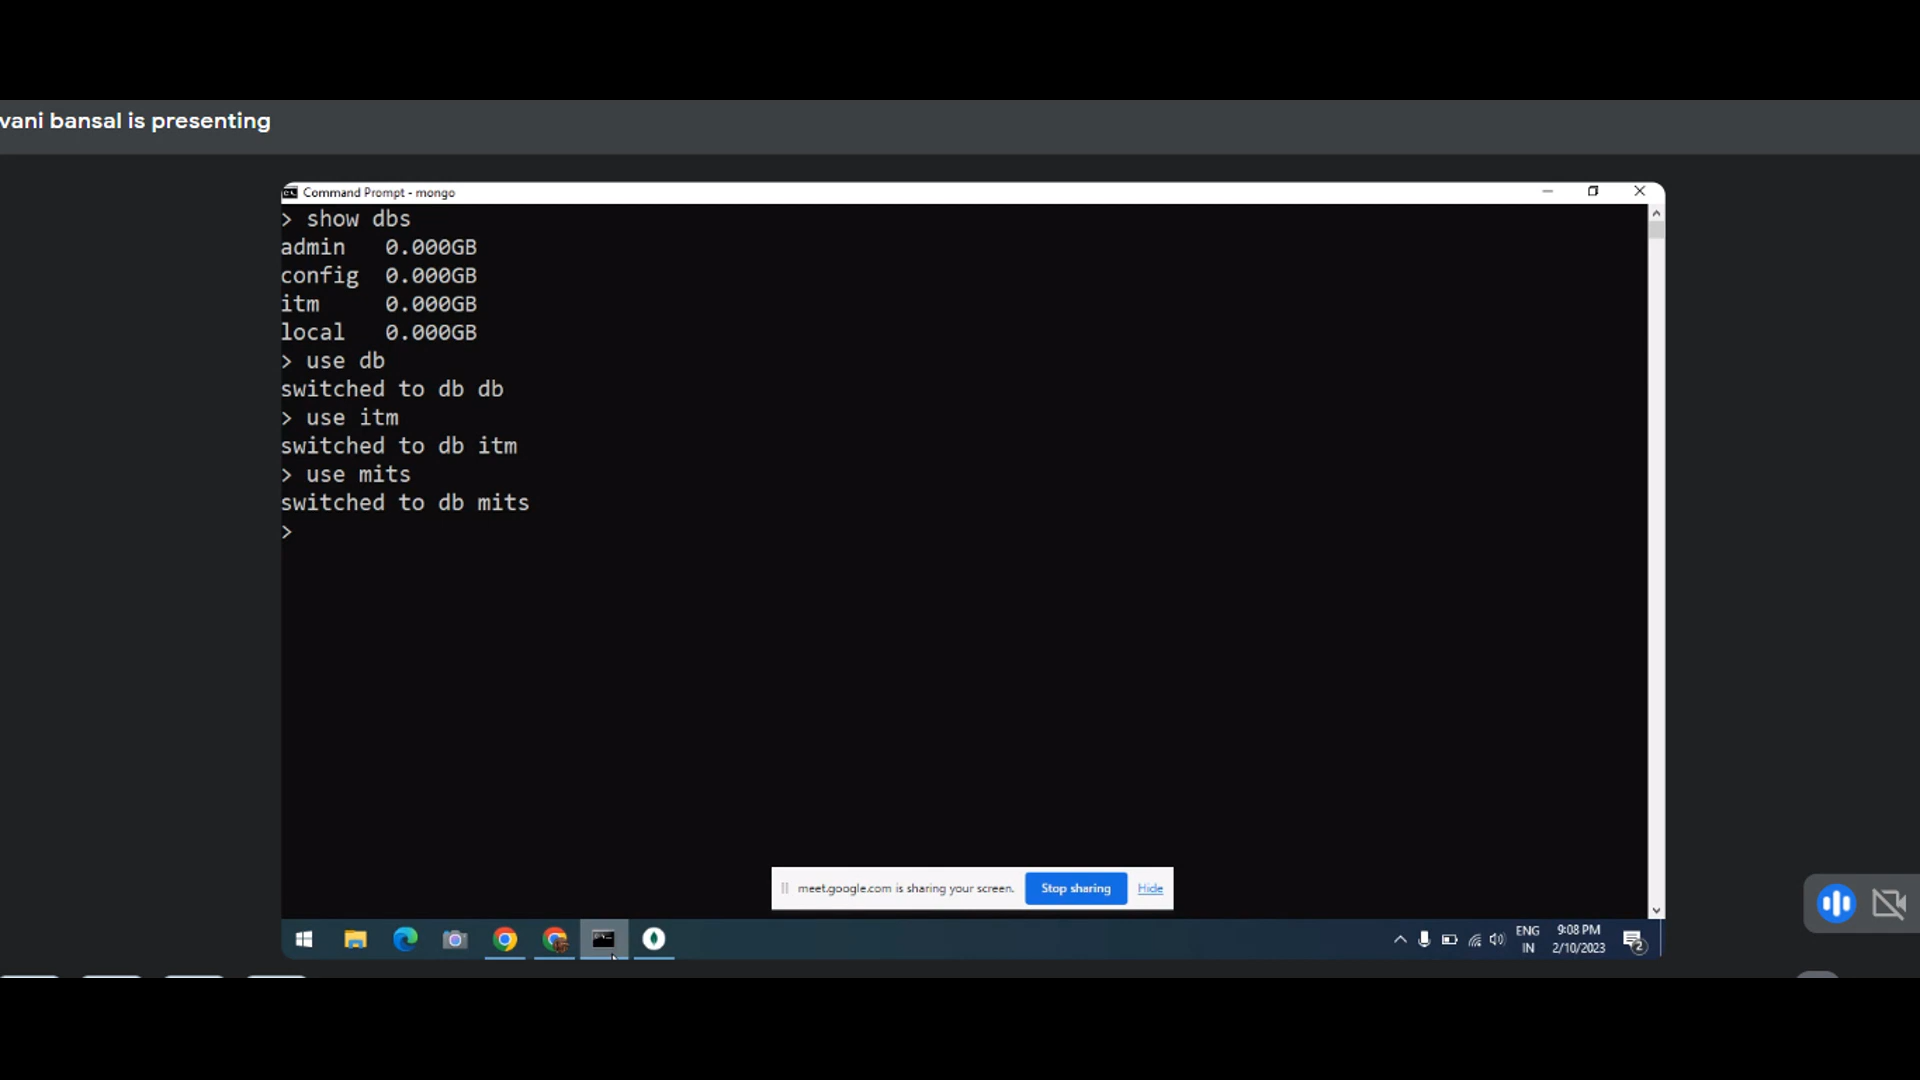 vani bansal is presenting
Command Prompt - mongo
> show dbs
admin   0.000GB
config  0.000GB
itm     0.000GB
local   0.000GB
> use db
switched to db db
> use itm
switched to db itm
> use mits
switched to db mits
>
meet.google.com is sharing your screen. Stop sharing Hide
ENG 9:08 PM
IN 2/10/2023 2